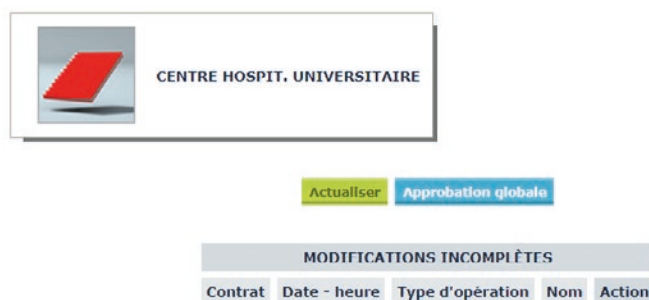 CENTRE HOSPIT. UNIVERSITAIRE
Actualiser Approbation globale
MODIFICATIONS INCOMPLÈTES
Contrat Date - heure Type d'opération Nom Action